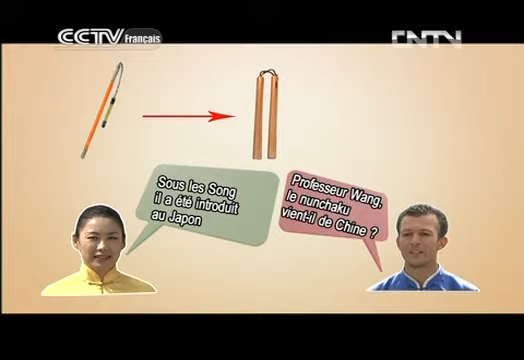 CCTV Français
CNTV
Sous les Song
il a été introduit
au Japon
Professeur Wang,
le nunchaku
vient-il de Chine ?